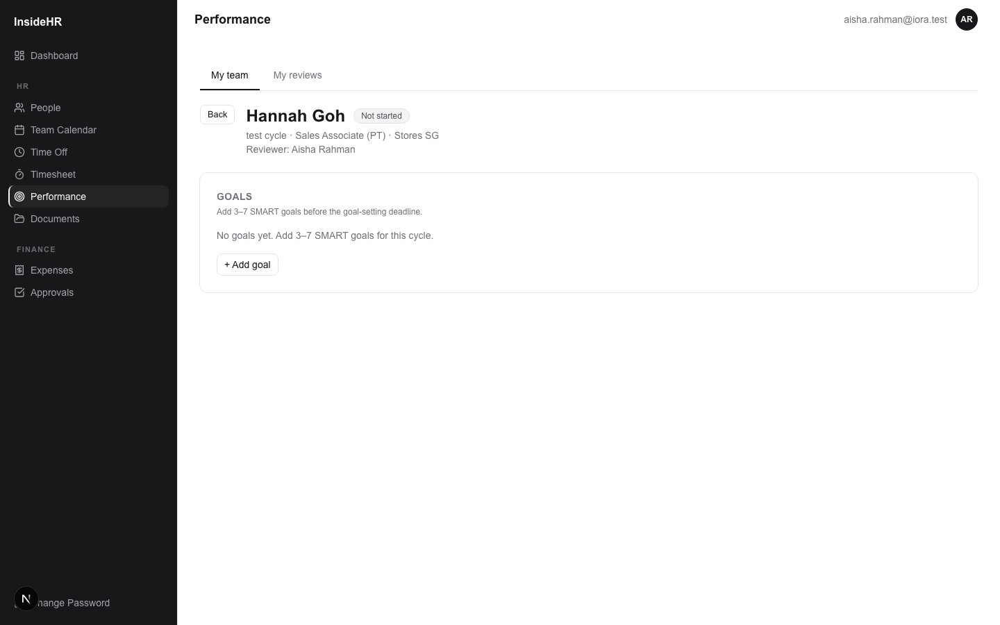 InsideHR
Dashboard
HR
People
Team Calendar
Time Off
Timesheet
Performance
Documents
FINANCE
Expenses
Approvals
N
hange Password
Performance
aisha.rahman@iora.test
AR
My team
My reviews
Back
Hannah Goh
Not started
test cycle · Sales Associate (PT) · Stores SG
Reviewer: Aisha Rahman
GOALS
Add 3–7 SMART goals before the goal-setting deadline.
No goals yet. Add 3–7 SMART goals for this cycle.
+ Add goal